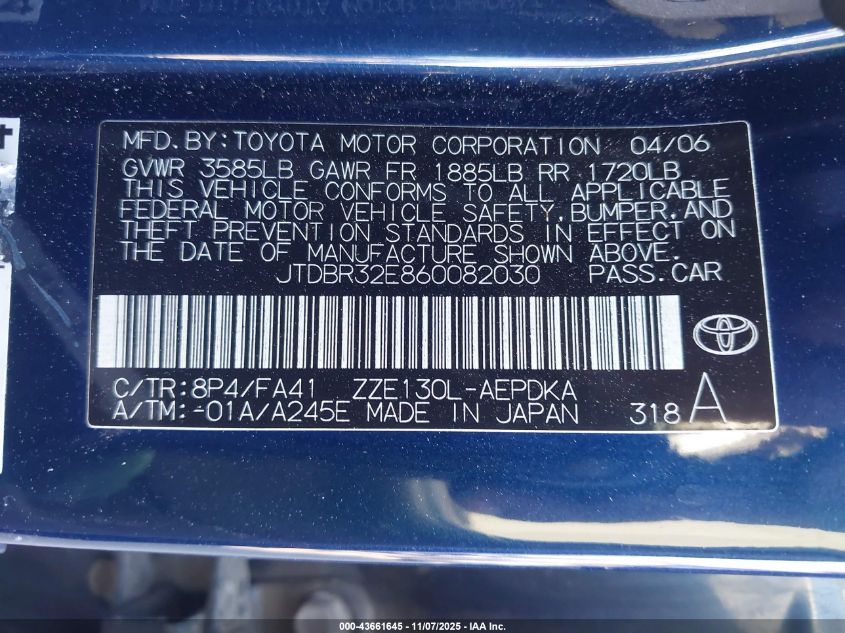 MFD.BY:TOYOTA MOTOR CORPORATION 04/06
GVWR 3585LB GAWR FR 1885LB RR 1720LB
THIS VEHICLE CONFORMS TO ALL APPLICABLE
FEDERAL MOTOR VEHICLE SAFETY,BUMPER,AND
THEFT PREVENTION STANDARDS IN EFFECT ON
THE DATE OF MANUFACTURE SHOWN ABOVE.
JTDBR32E860082030 PASS.CAR
C/TR:8P4/FA41 ZZE130L-AEPDKA
A/TM:-01A/A245E MADE IN JAPAN 318 A
000-43661645 - 11/07/2025 - IAA Inc.